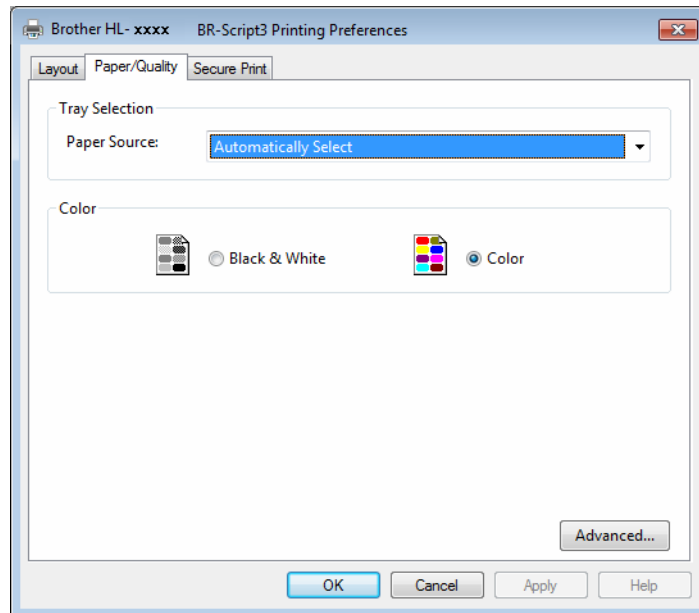 Brother HL- xxxx BR-Script3 Printing Preferences
Layout Paper/Quality Secure Print
Tray Selection
Paper Source: Automatically Select
Color
Black & White Color
Advanced...
OK Cancel Apply Help